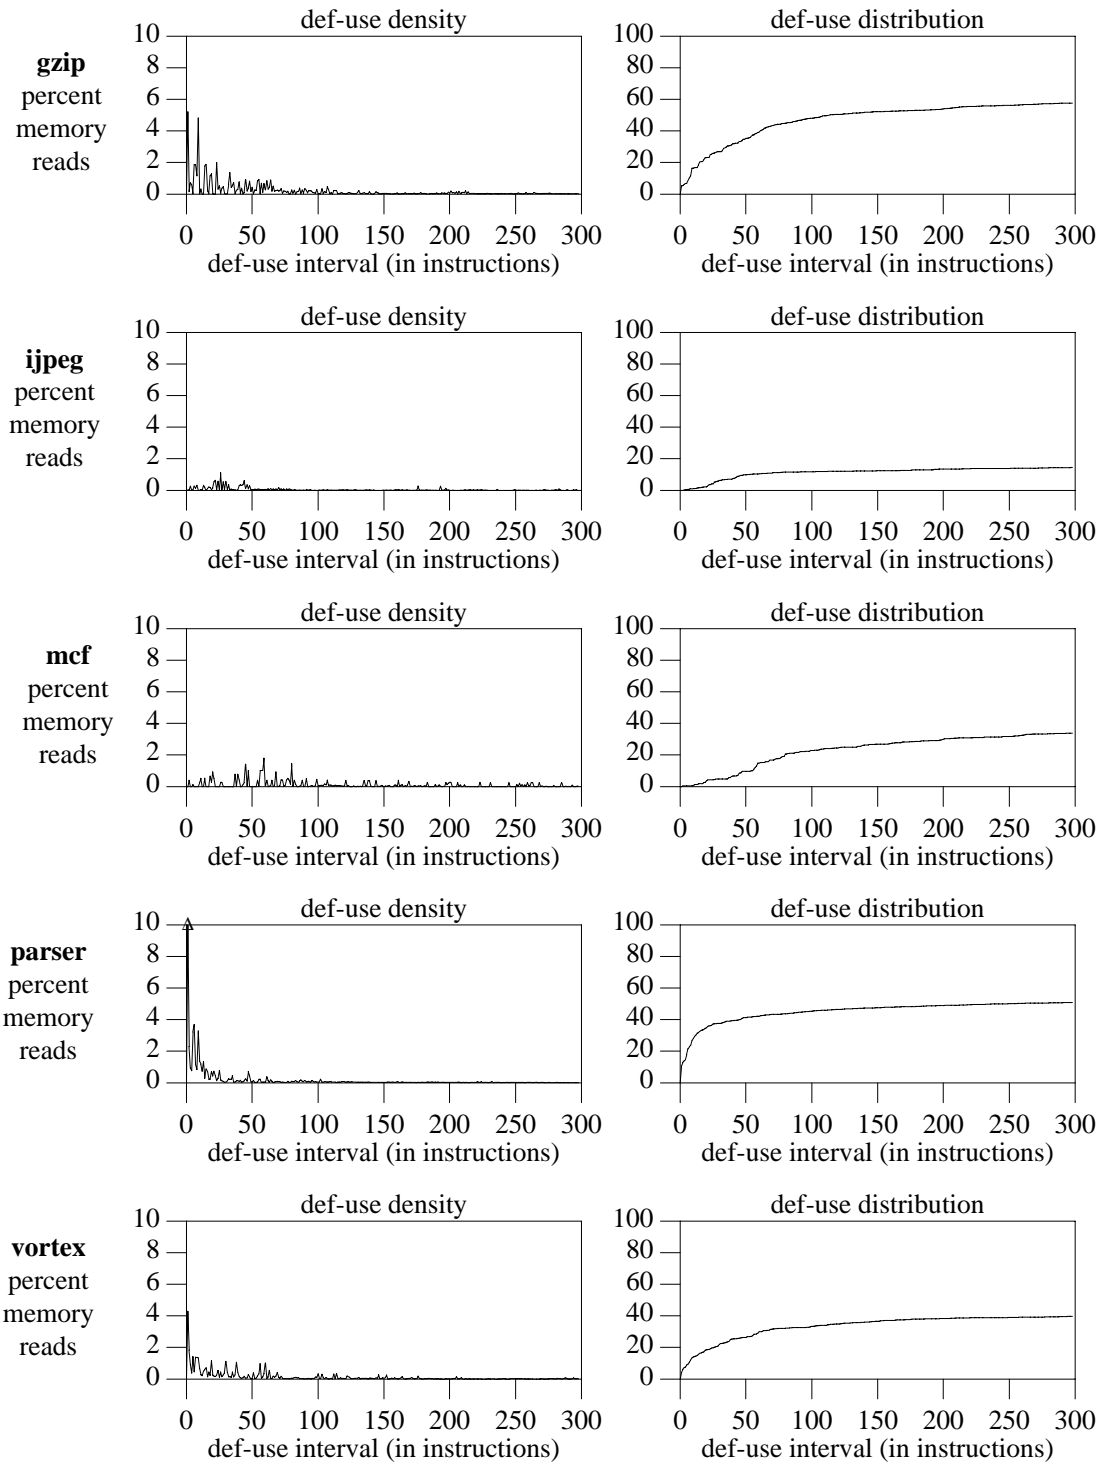 def-use density
def-use distribution
gzip
percent
memory
reads
10
8
6
4
2
0
0 50 100 150 200 250 300
def-use interval (in instructions)
100
80
60
40
20
0
0 50 100 150 200 250 300
def-use interval (in instructions)
def-use density
def-use distribution
ijpeg
percent
memory
reads
10
8
6
4
2
0
0 50 100 150 200 250 300
def-use interval (in instructions)
100
80
60
40
20
0
0 50 100 150 200 250 300
def-use interval (in instructions)
def-use density
def-use distribution
mcf
percent
memory
reads
10
8
6
4
2
0
0 50 100 150 200 250 300
def-use interval (in instructions)
100
80
60
40
20
0
0 50 100 150 200 250 300
def-use interval (in instructions)
def-use density
def-use distribution
parser
percent
memory
reads
10
8
6
4
2
0
0 50 100 150 200 250 300
def-use interval (in instructions)
100
80
60
40
20
0
0 50 100 150 200 250 300
def-use interval (in instructions)
def-use density
def-use distribution
vortex
percent
memory
reads
10
8
6
4
2
0
0 50 100 150 200 250 300
def-use interval (in instructions)
100
80
60
40
20
0
0 50 100 150 200 250 300
def-use interval (in instructions)